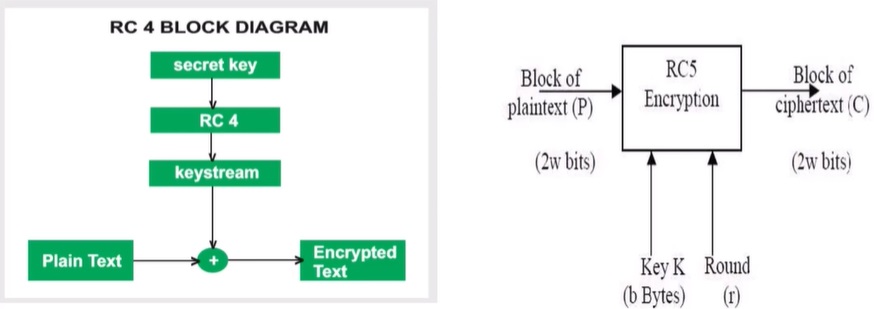 RC 4 BLOCK DIAGRAM
secret key
RC 4
keystream
Plain Text
+
Encrypted
Text
Block of
plaintext (P)
(2w bits)
RC5
Encryption
Block of
ciphertext (C)
(2w bits)
Key K
(b Bytes)
Round
(r)